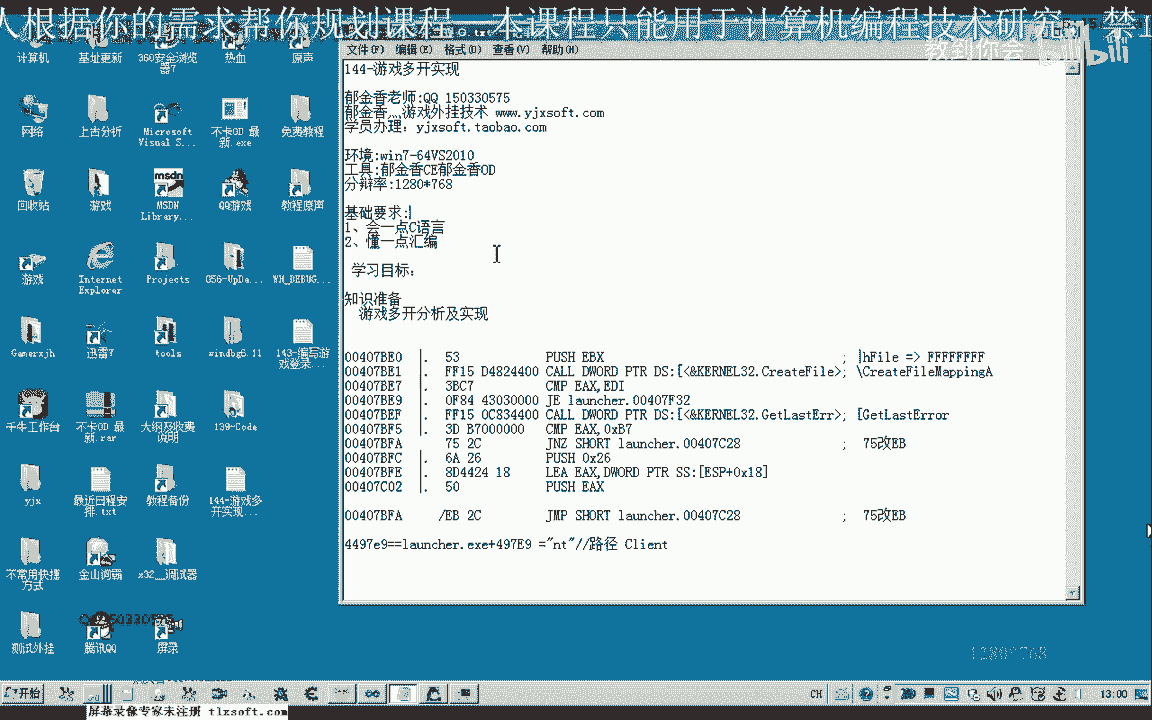 人根据你的需求帮你规划课程 本课程只能用于计算机编程技术研究 禁止
教到你会 bilibili
文件(F) 编辑(E) 格式(O) 查看(V) 帮助(H)
144-游戏多开实现
郁金香老师:QQ 150330575
郁金香灬游戏外挂技术 www.yjxsoft.com
学员办理: yjxsoft.taobao.com
环境:win7-64VS2010
工具:郁金香CE郁金香OD
分辩率:1280*768
基础要求:
1、会一点C语言
2、懂一点汇编
学习目标:
知识准备
游戏多开分析及实现
00407BE0 |. 53 PUSH EBX ; |hFile => FFFFFFFF
00407BE1 |. FF15 D4824400 CALL DWORD PTR DS:[<&KERNEL32.CreateFile>; \CreateFileMappingA
00407BE7 |. 3BC7 CMP EAX,EDI
00407BE9 |. 0F84 43030000 JE launcher.00407F32
00407BEF |. FF15 0C834400 CALL DWORD PTR DS:[<&KERNEL32.GetLastErr>; [GetLastError
00407BF5 |. 3D B7000000 CMP EAX,0xB7
00407BFA 75 2C JNZ SHORT launcher.00407C28 ; 75改EB
00407BFC |. 6A 26 PUSH 0x26
00407BFE |. 8D4424 18 LEA EAX,DWORD PTR SS:[ESP+0x18]
00407C02 |. 50 PUSH EAX
00407BFA /EB 2C JMP SHORT launcher.00407C28 ; 75改EB
4497e9==launcher.exe+497E9 ="nt"//路径 Client
计算机 基址更新 360安全浏览器7 热血 原声
网络 上古分析 Microsoft Visual S... 不卡OD 最新.exe 免费教程
回收站 游戏 MSDN Library... QQ游戏 教程原声
游戏 Internet Explorer Projects 056-UpDa... WH_DEBUG...
Gamerxjh 迅雷7 tools windbg6.11 143-编写游戏登录...
千牛工作台 不卡OD 最新.rar 大纲及收费说明 139-Code
yjx 最近日程安排.txt 教程备份 144-游戏多开实现...
不常用快捷方式 金山词霸 x32__调试器
测试外挂 腾讯QQ 屏录
1280*768
开始 CH 13:00
屏幕录像专家未注册 tlxsoft.com